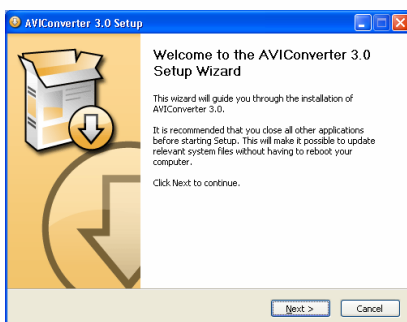 AVIConverter 3.0 Setup
Welcome to the AVIConverter 3.0
Setup Wizard
This wizard will guide you through the installation of
AVIConverter 3.0.
It is recommended that you close all other applications
before starting Setup. This will make it possible to update
relevant system files without having to reboot your
computer.
Click Next to continue.
Next >
Cancel